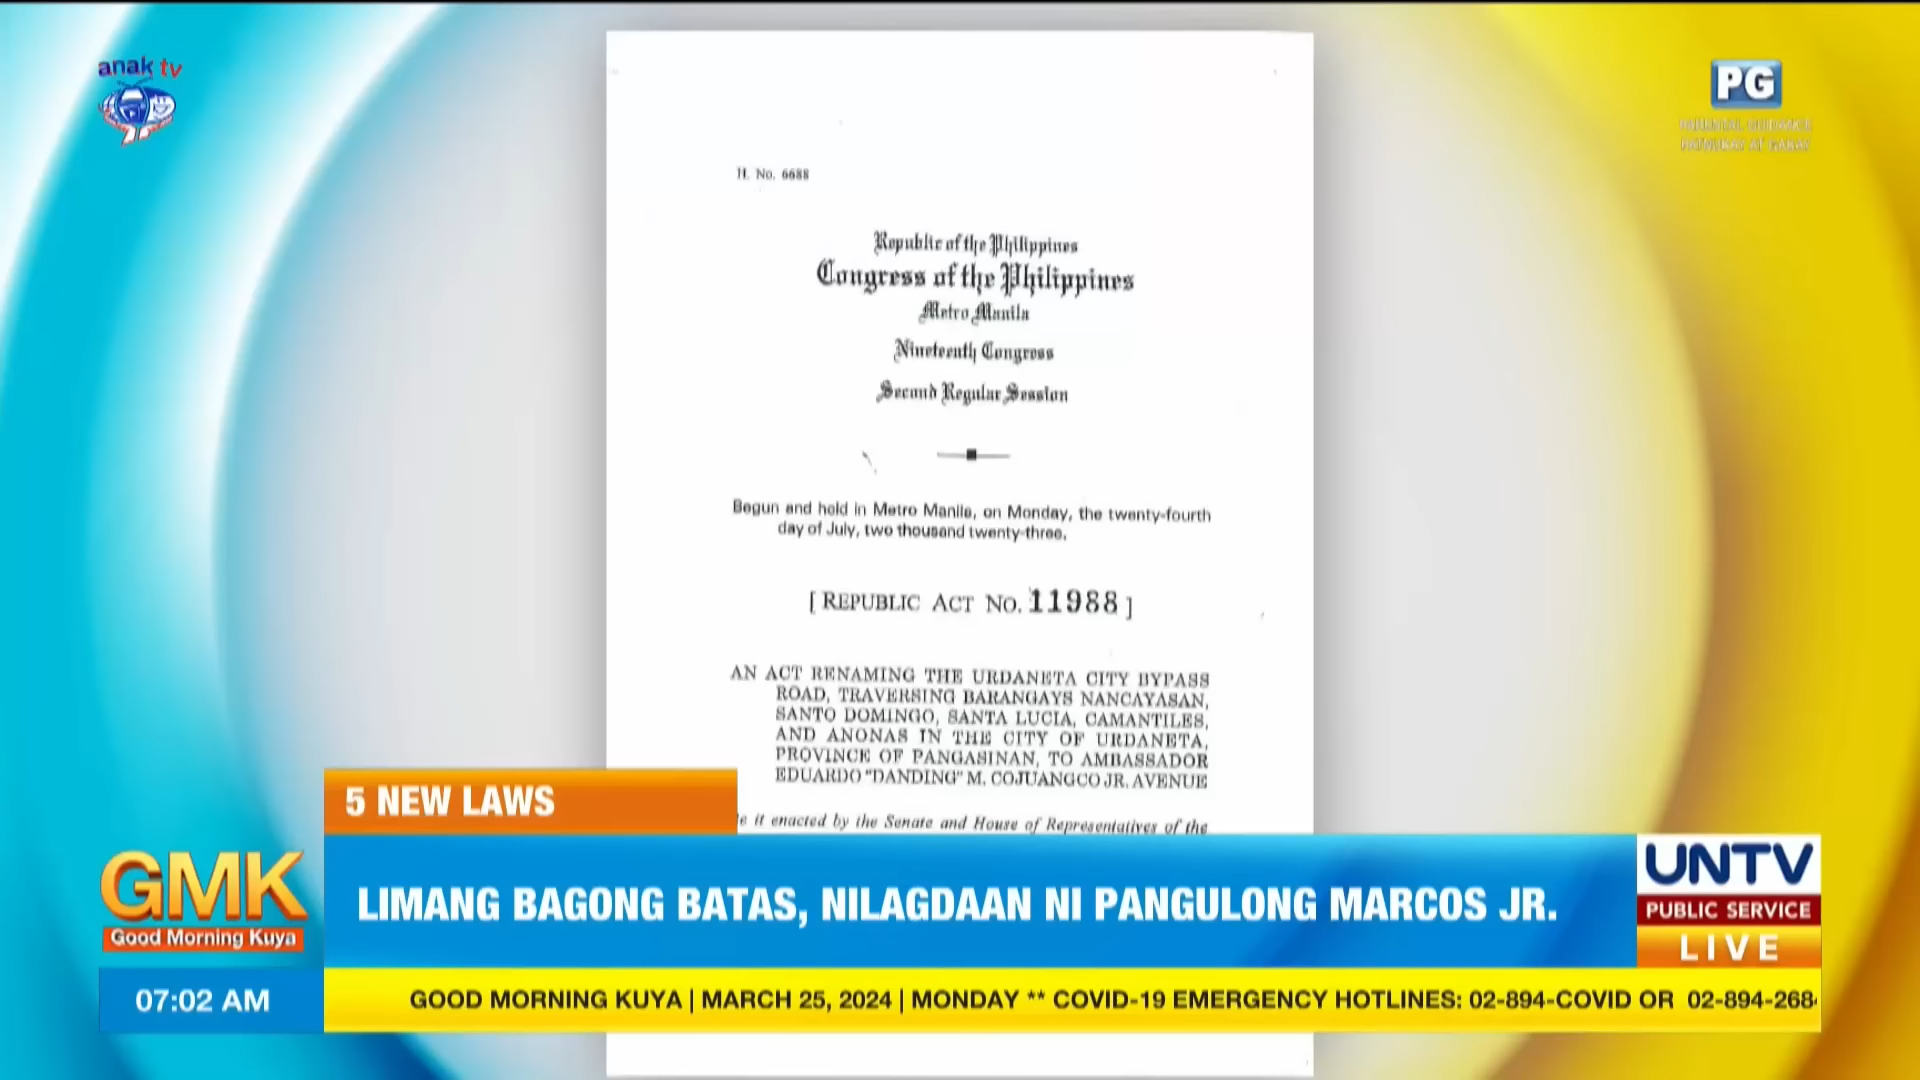 anak tv
PG
PARENTAL GUIDANCE
PATNUBAY AT GABAY
H. No. 6688
Republic of the Philippines
Congress of the Philippines
Metro Manila
Nineteenth Congress
Second Regular Session
Begun and held in Metro Manila, on Monday, the twenty-fourth
day of July, two thousand twenty-three.
[ REPUBLIC ACT NO. 11988 ]
AN ACT RENAMING THE URDANETA CITY BYPASS
ROAD, TRAVERSING BARANGAYS NANCAYASAN,
SANTO DOMINGO, SANTA LUCIA, CAMANTILES,
AND ANONAS IN THE CITY OF URDANETA,
PROVINCE OF PANGASINAN, TO AMBASSADOR
EDUARDO "DANDING" M. COJUANGCO JR. AVENUE
it enacted by the Senate and House of Representatives of the
5 NEW LAWS
LIMANG BAGONG BATAS, NILAGDAAN NI PANGULONG MARCOS JR.
GMK
Good Morning Kuya
UNTV
PUBLIC SERVICE
LIVE
07:02 AM
GOOD MORNING KUYA | MARCH 25, 2024 | MONDAY ** COVID-19 EMERGENCY HOTLINES: 02-894-COVID OR 02-894-268